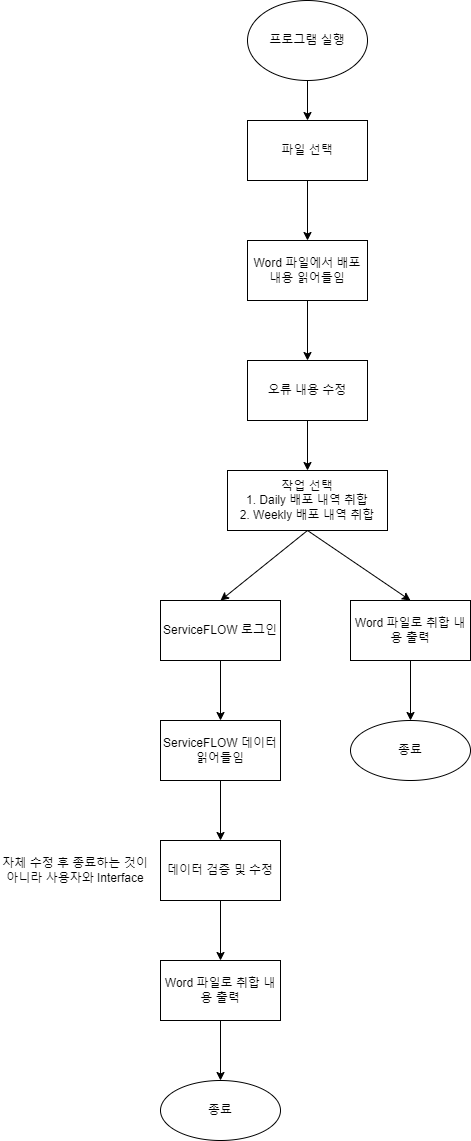 프로그램 실행
파일 선택
Word 파일에서 배포
내용 읽어들임
오류 내용 수정
작업 선택
1. Daily 배포 내역 취합
2. Weekly 배포 내역 취합
ServiceFLOW 로그인
Word 파일로 취합 내
용 출력
ServiceFLOW 데이터
읽어들임
종료
자체 수정 후 종료하는 것이
아니라 사용자와 Interface
데이터 검증 및 수정
Word 파일로 취합 내
용 출력
종료